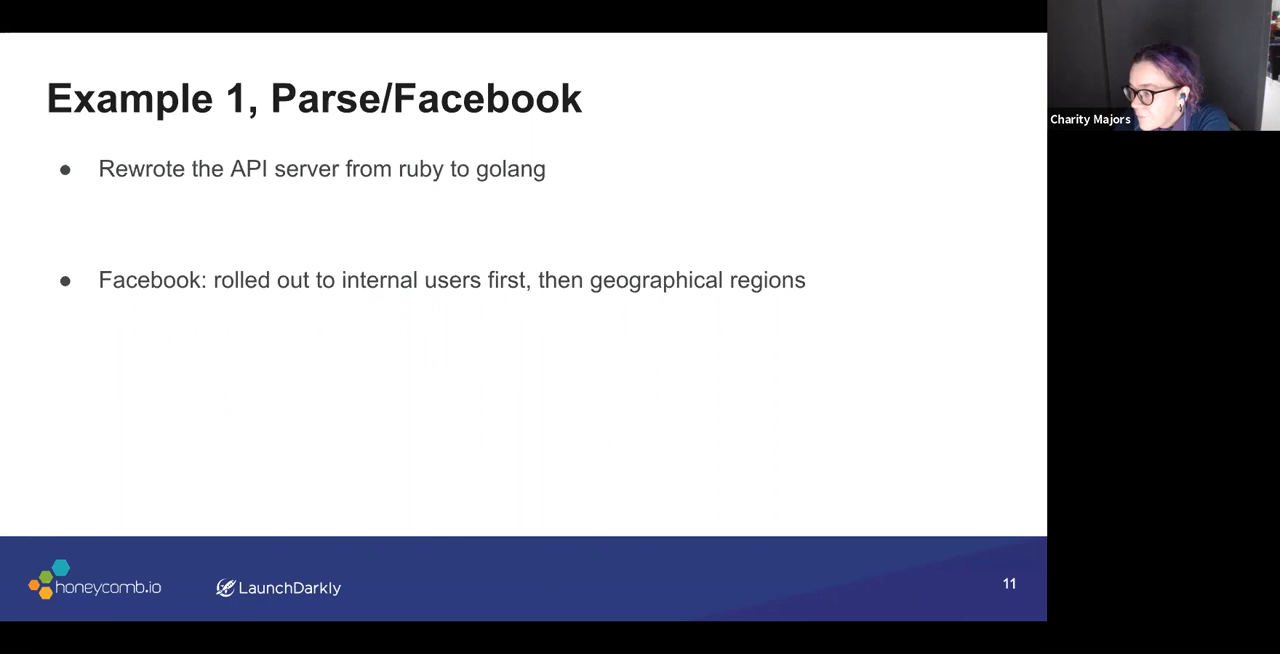 Example 1, Parse/Facebook
Charity Majors
● Rewrote the API server from ruby to golang
● Facebook: rolled out to internal users first, then geographical regions
honeycomb.io
LaunchDarkly
11